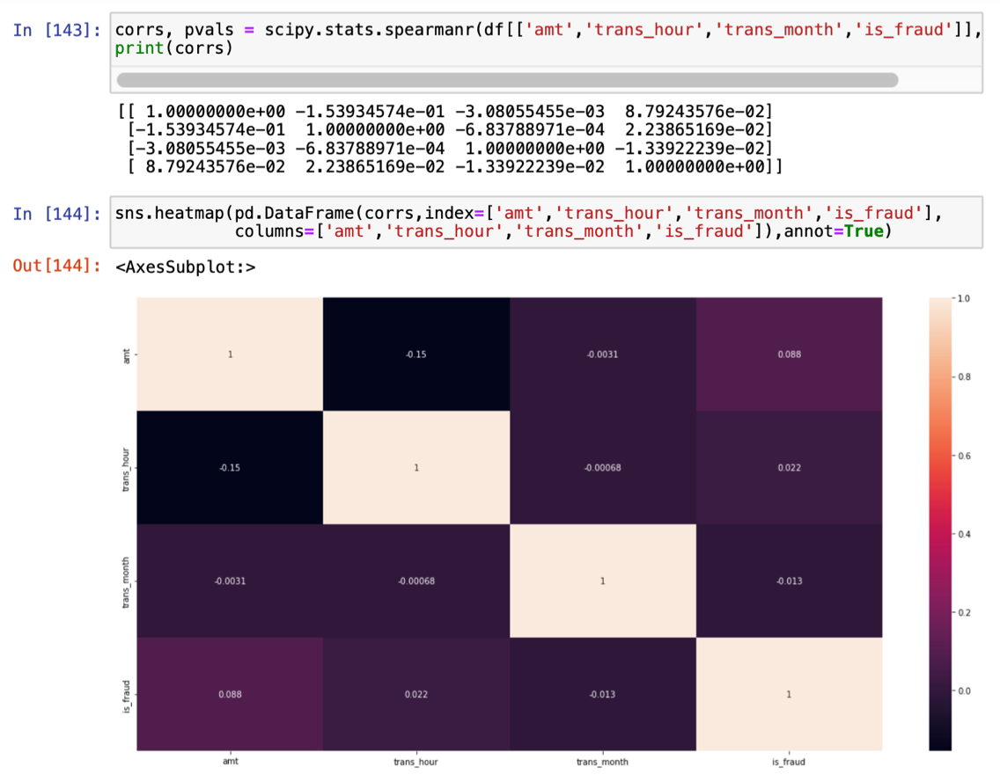 In [143]: corrs, pvals = scipy.stats.spearmanr(df[['amt','trans_hour','trans_month','is_fraud']],
print(corrs)
[[ 1.00000000e+00 -1.53934574e-01 -3.08055455e-03  8.79243576e-02]
[-1.53934574e-01  1.00000000e+00 -6.83788971e-04  2.23865169e-02]
[-3.08055455e-03 -6.83788971e-04  1.00000000e+00 -1.33922239e-02]
[ 8.79243576e-02  2.23865169e-02 -1.33922239e-02  1.00000000e+00]]
In [144]: sns.heatmap(pd.DataFrame(corrs,index=['amt','trans_hour','trans_month','is_fraud'],
columns=['amt','trans_hour','trans_month','is_fraud']),annot=True)
Out[144]: <AxesSubplot:>
1.0
amt 1 -0.15 -0.0031 0.088
0.8
trans_hour -0.15 1 -0.00068 0.022
0.6
0.4
trans_month -0.0031 -0.00068 1 -0.013
0.2
is_fraud 0.088 0.022 -0.013 1
0.0
amt trans_hour trans_month is_fraud